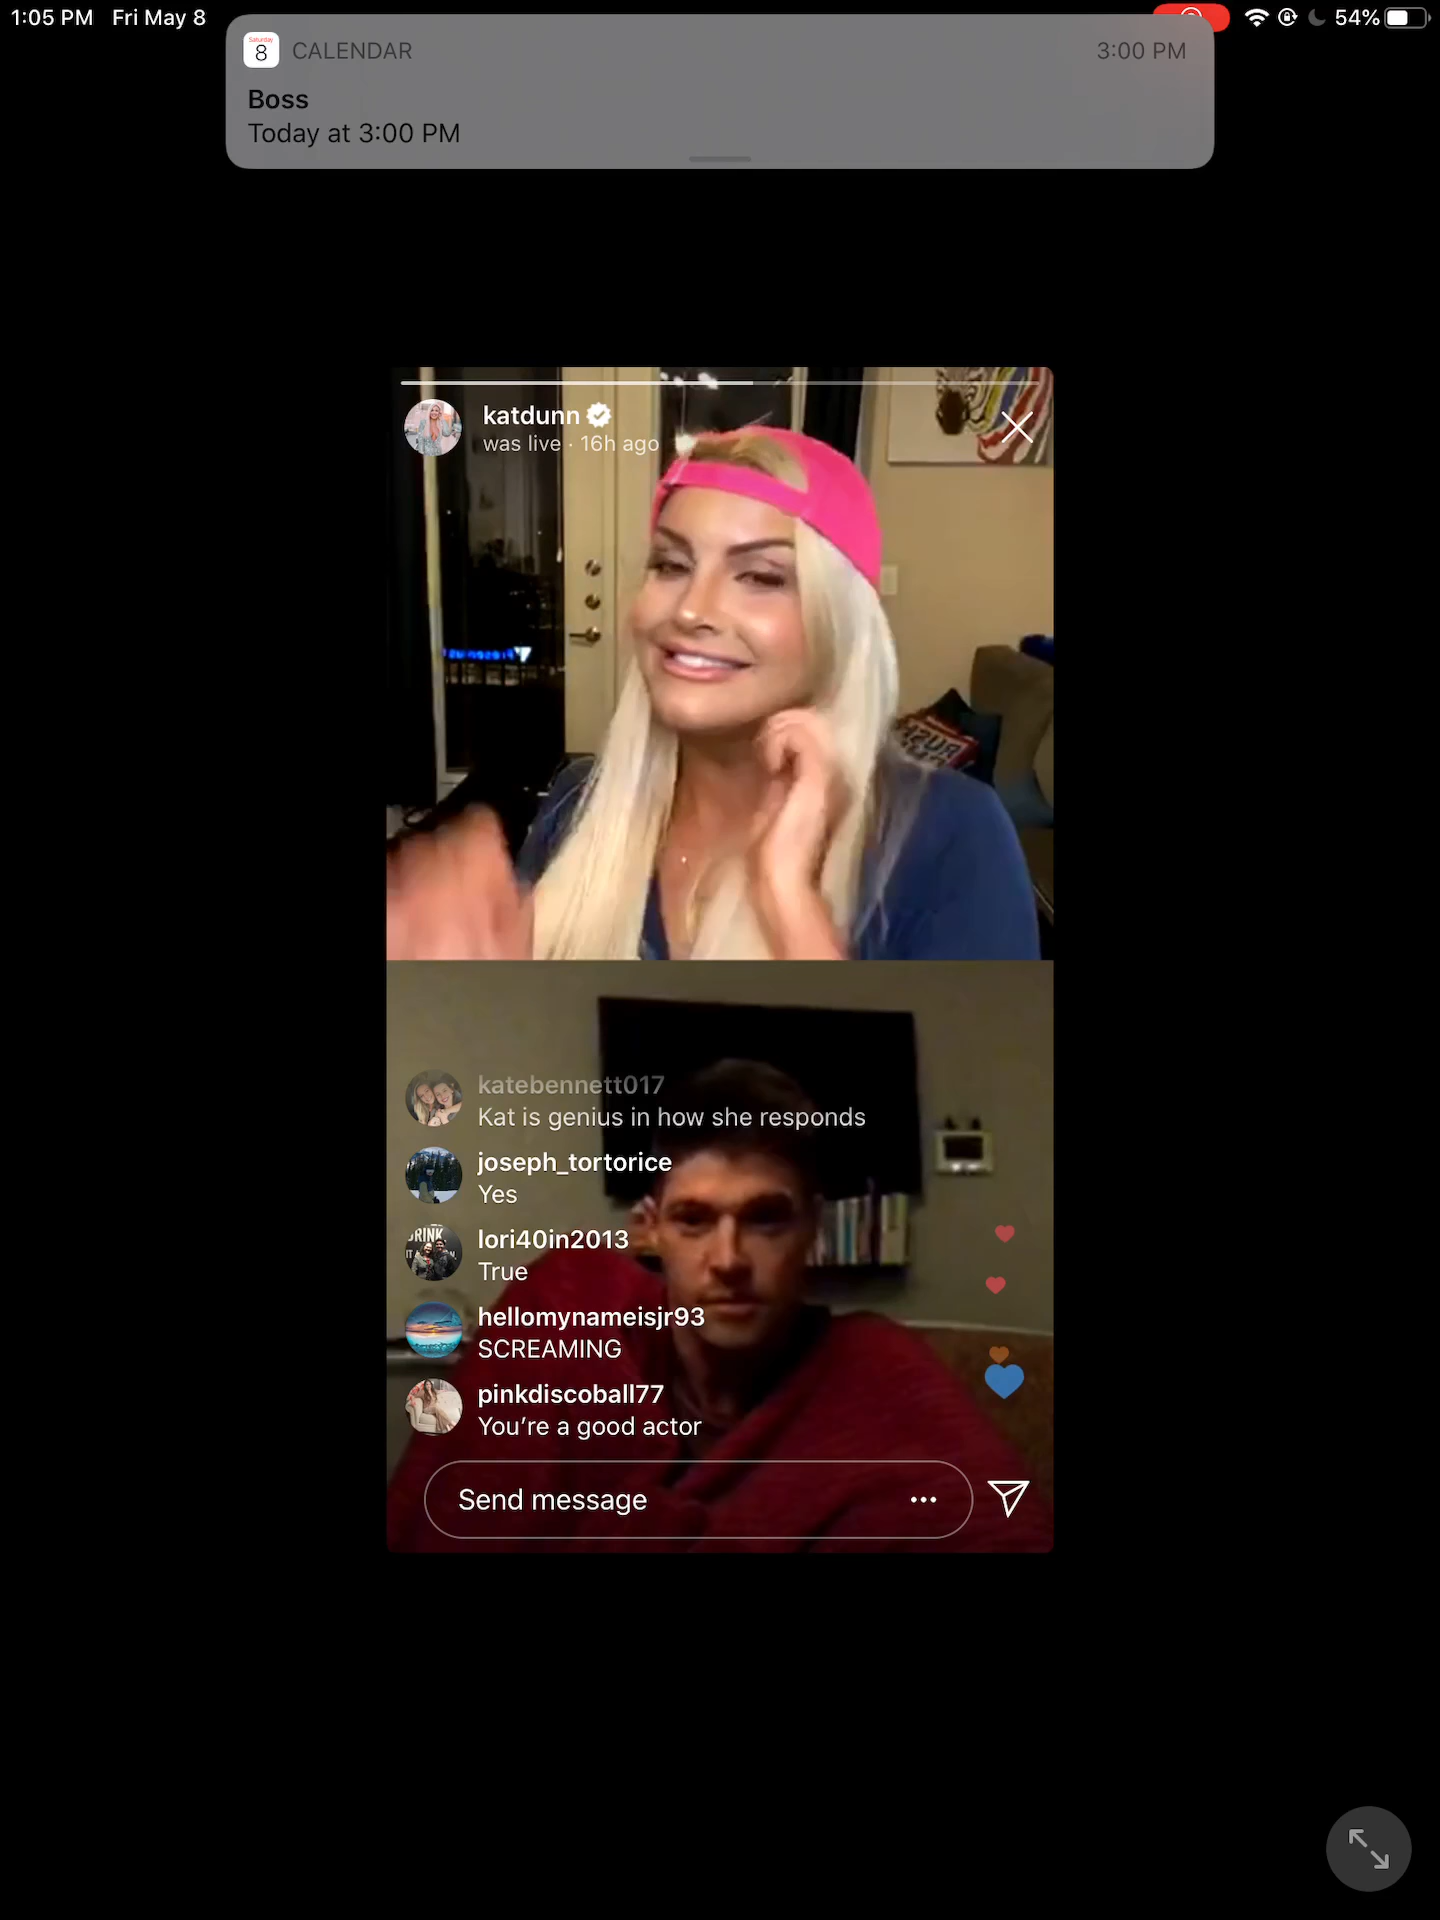 1:05 PM Fri May 8
54%
Saturday
8
CALENDAR
3:00 PM
Boss
Today at 3:00 PM
katdunn
was live · 16h ago
katebennett017
Kat is genius in how she responds
joseph_tortorice
Yes
lori40in2013
True
hellomynameisjr93
SCREAMING
pinkdiscoball77
You’re a good actor
Send message